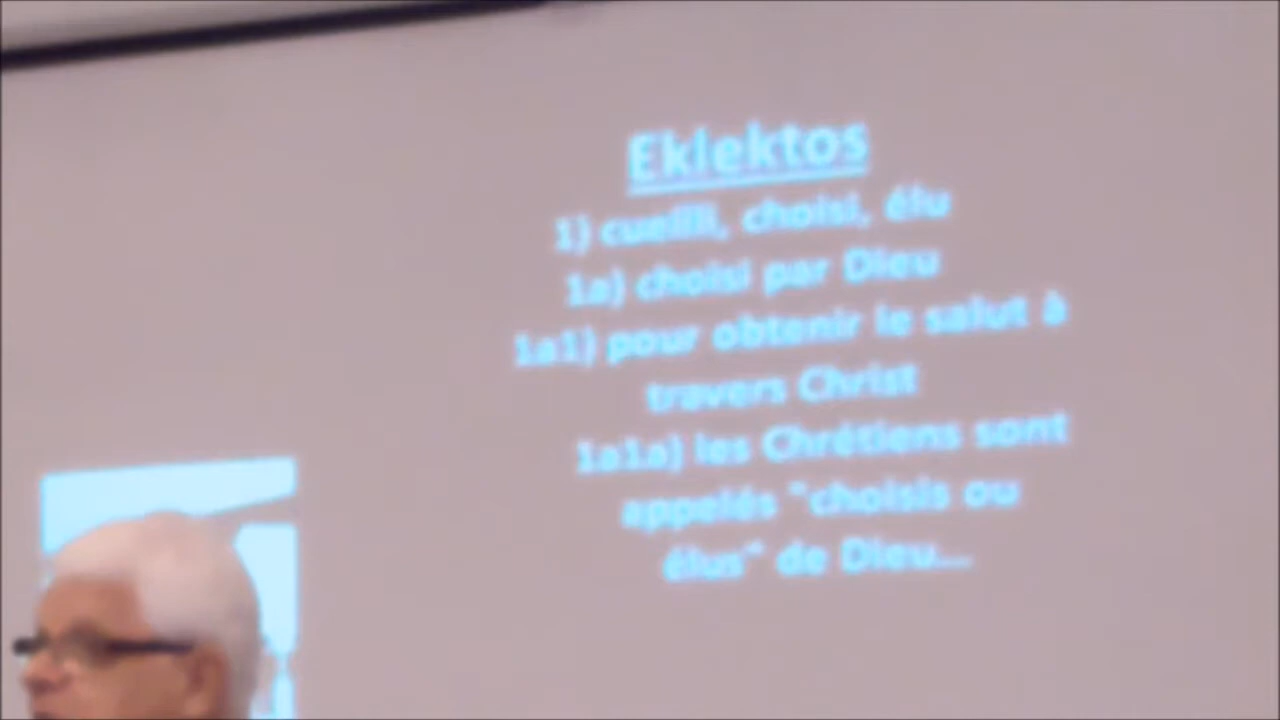 Eklektos
1) cueilli, choisi, élu
1a) choisi par Dieu
1a1) pour obtenir le salut à
travers Christ
1a1a) les Chrétiens sont
appelés "choisis ou
élus" de Dieu...